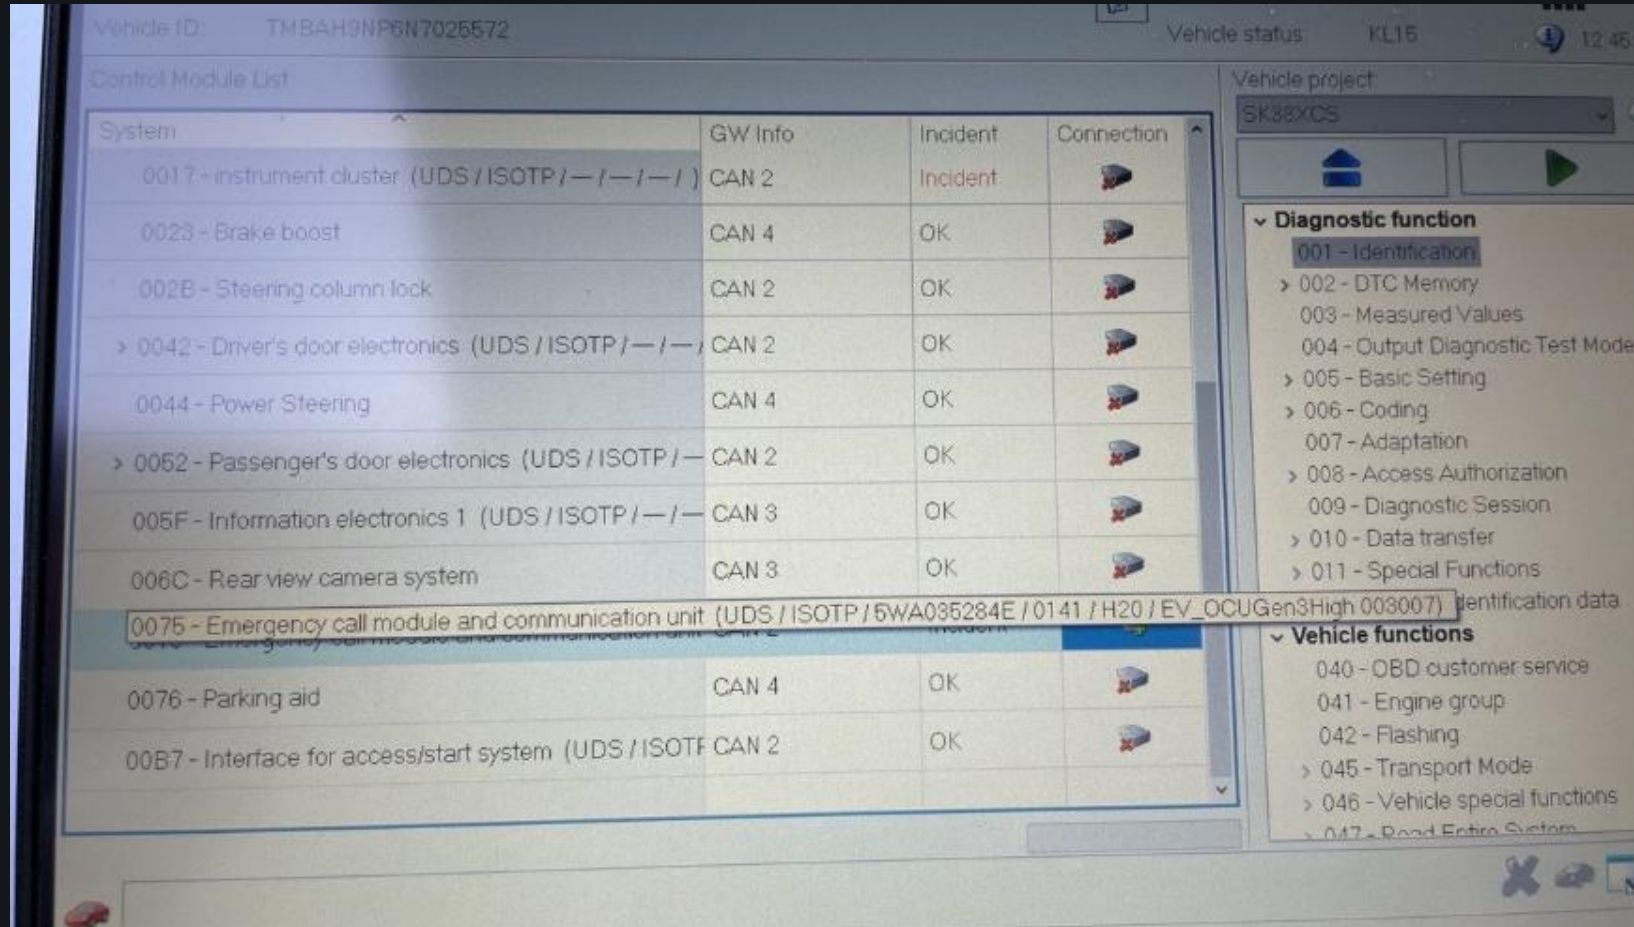 Vehicle ID: TMBAH9NP6N7025572
Vehicle status: KL15
12:45
Control Module List
Vehicle project:
SK38XCS
System GW Info Incident Connection
0017 - instrument cluster (UDS / ISOTP / — / — / — / ) CAN 2 Incident
0023 - Brake boost CAN 4 OK
002B - Steering column lock CAN 2 OK
0042 - Driver's door electronics (UDS / ISOTP / — / — / CAN 2 OK
0044 - Power Steering CAN 4 OK
0052 - Passenger's door electronics (UDS / ISOTP / — CAN 2 OK
005F - Information electronics 1 (UDS / ISOTP / — / — CAN 3 OK
006C - Rear view camera system CAN 3 OK
0075 - Emergency call module and communication unit (UDS / ISOTP / 5WA035284E / 0141 / H20 / EV_OCUGen3High 003007)
0076 - Parking aid CAN 4 OK
00B7 - Interface for access/start system (UDS / ISOTF CAN 2 OK
Diagnostic function
001 - Identification
002 - DTC Memory
003 - Measured Values
004 - Output Diagnostic Test Mode
005 - Basic Setting
006 - Coding
007 - Adaptation
008 - Access Authorization
009 - Diagnostic Session
010 - Data transfer
011 - Special Functions
dentification data
Vehicle functions
040 - OBD customer service
041 - Engine group
042 - Flashing
045 - Transport Mode
046 - Vehicle special functions
047 - Read Entire System